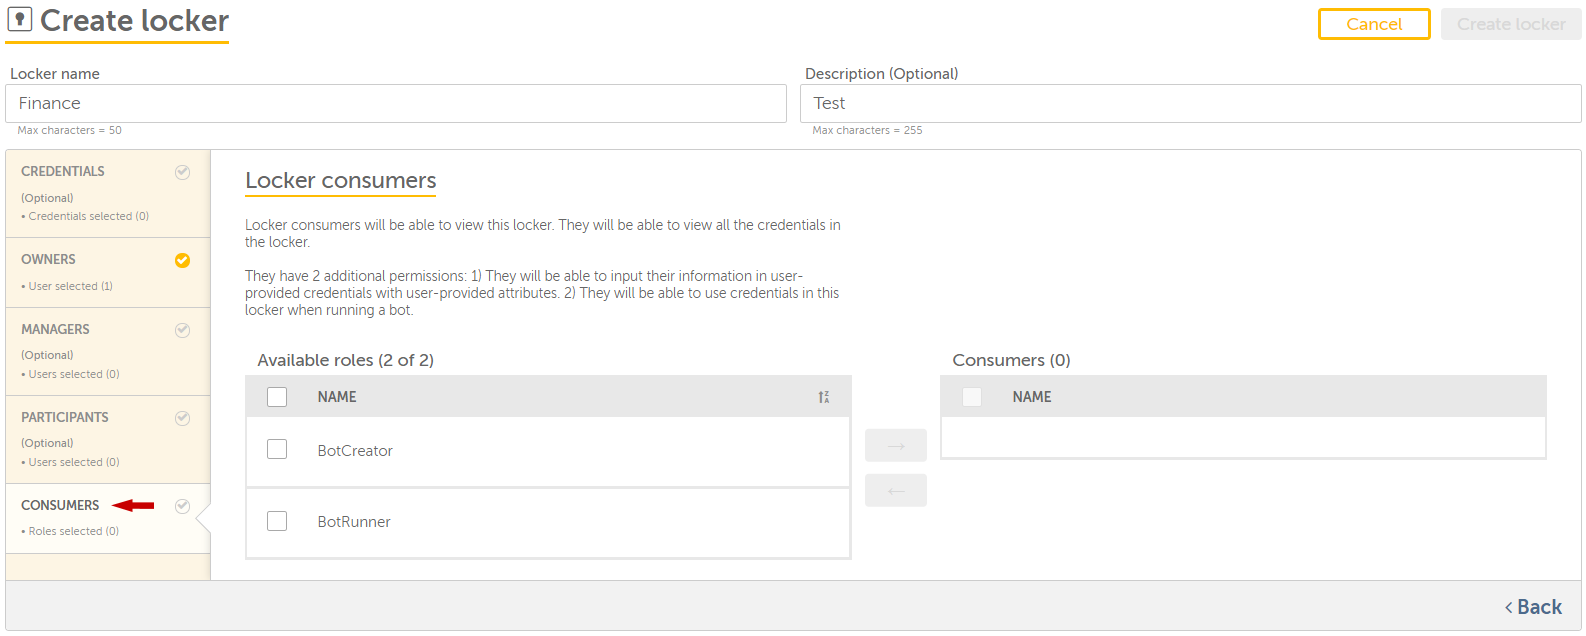 Create locker
Cancel
Create locker
Locker name
Description (Optional)
Finance
Test
Max characters = 50
Max characters = 255
CREDENTIALS
(Optional)
• Credentials selected (0)
OWNERS
• User selected (1)
MANAGERS
(Optional)
• Users selected (0)
PARTICIPANTS
(Optional)
• Users selected (0)
CONSUMERS
• Roles selected (0)
Locker consumers
Locker consumers will be able to view this locker. They will be able to view all the credentials in
the locker.
They have 2 additional permissions: 1) They will be able to input their information in user-
provided credentials with user-provided attributes. 2) They will be able to use credentials in this
locker when running a bot.
Available roles (2 of 2)
NAME
BotCreator
BotRunner
Consumers (0)
NAME
Back